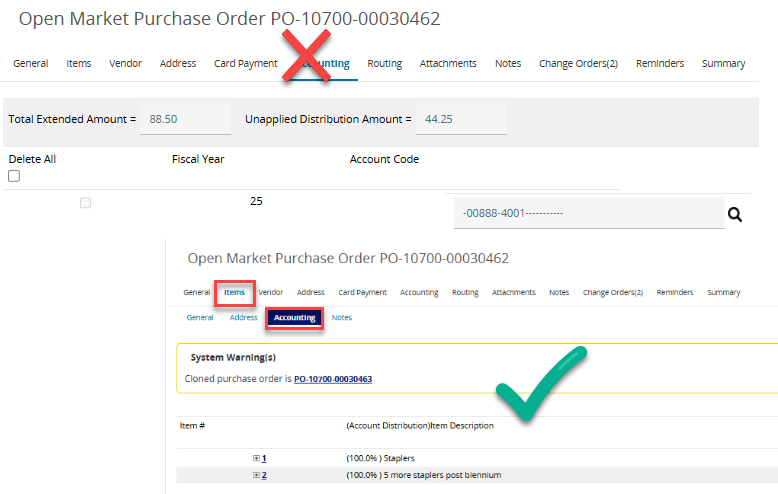 Open Market Purchase Order PO-10700-00030462
General Items Vendor Address Card Payment Accounting Routing Attachments Notes Change Orders(2) Reminders Summary
Total Extended Amount = 88.50 Unapplied Distribution Amount = 44.25
Delete All Fiscal Year Account Code
25 -00888-4001-----------
Open Market Purchase Order PO-10700-00030462
General Items Vendor Address Card Payment Accounting Routing Attachments Notes Change Orders(2) Reminders Summary
General Address Accounting Notes
System Warning(s)
Cloned purchase order is PO-10700-00030463
Item # (Account Distribution)Item Description
1 (100.0% ) Staplers
2 (100.0% ) 5 more staplers post biennium